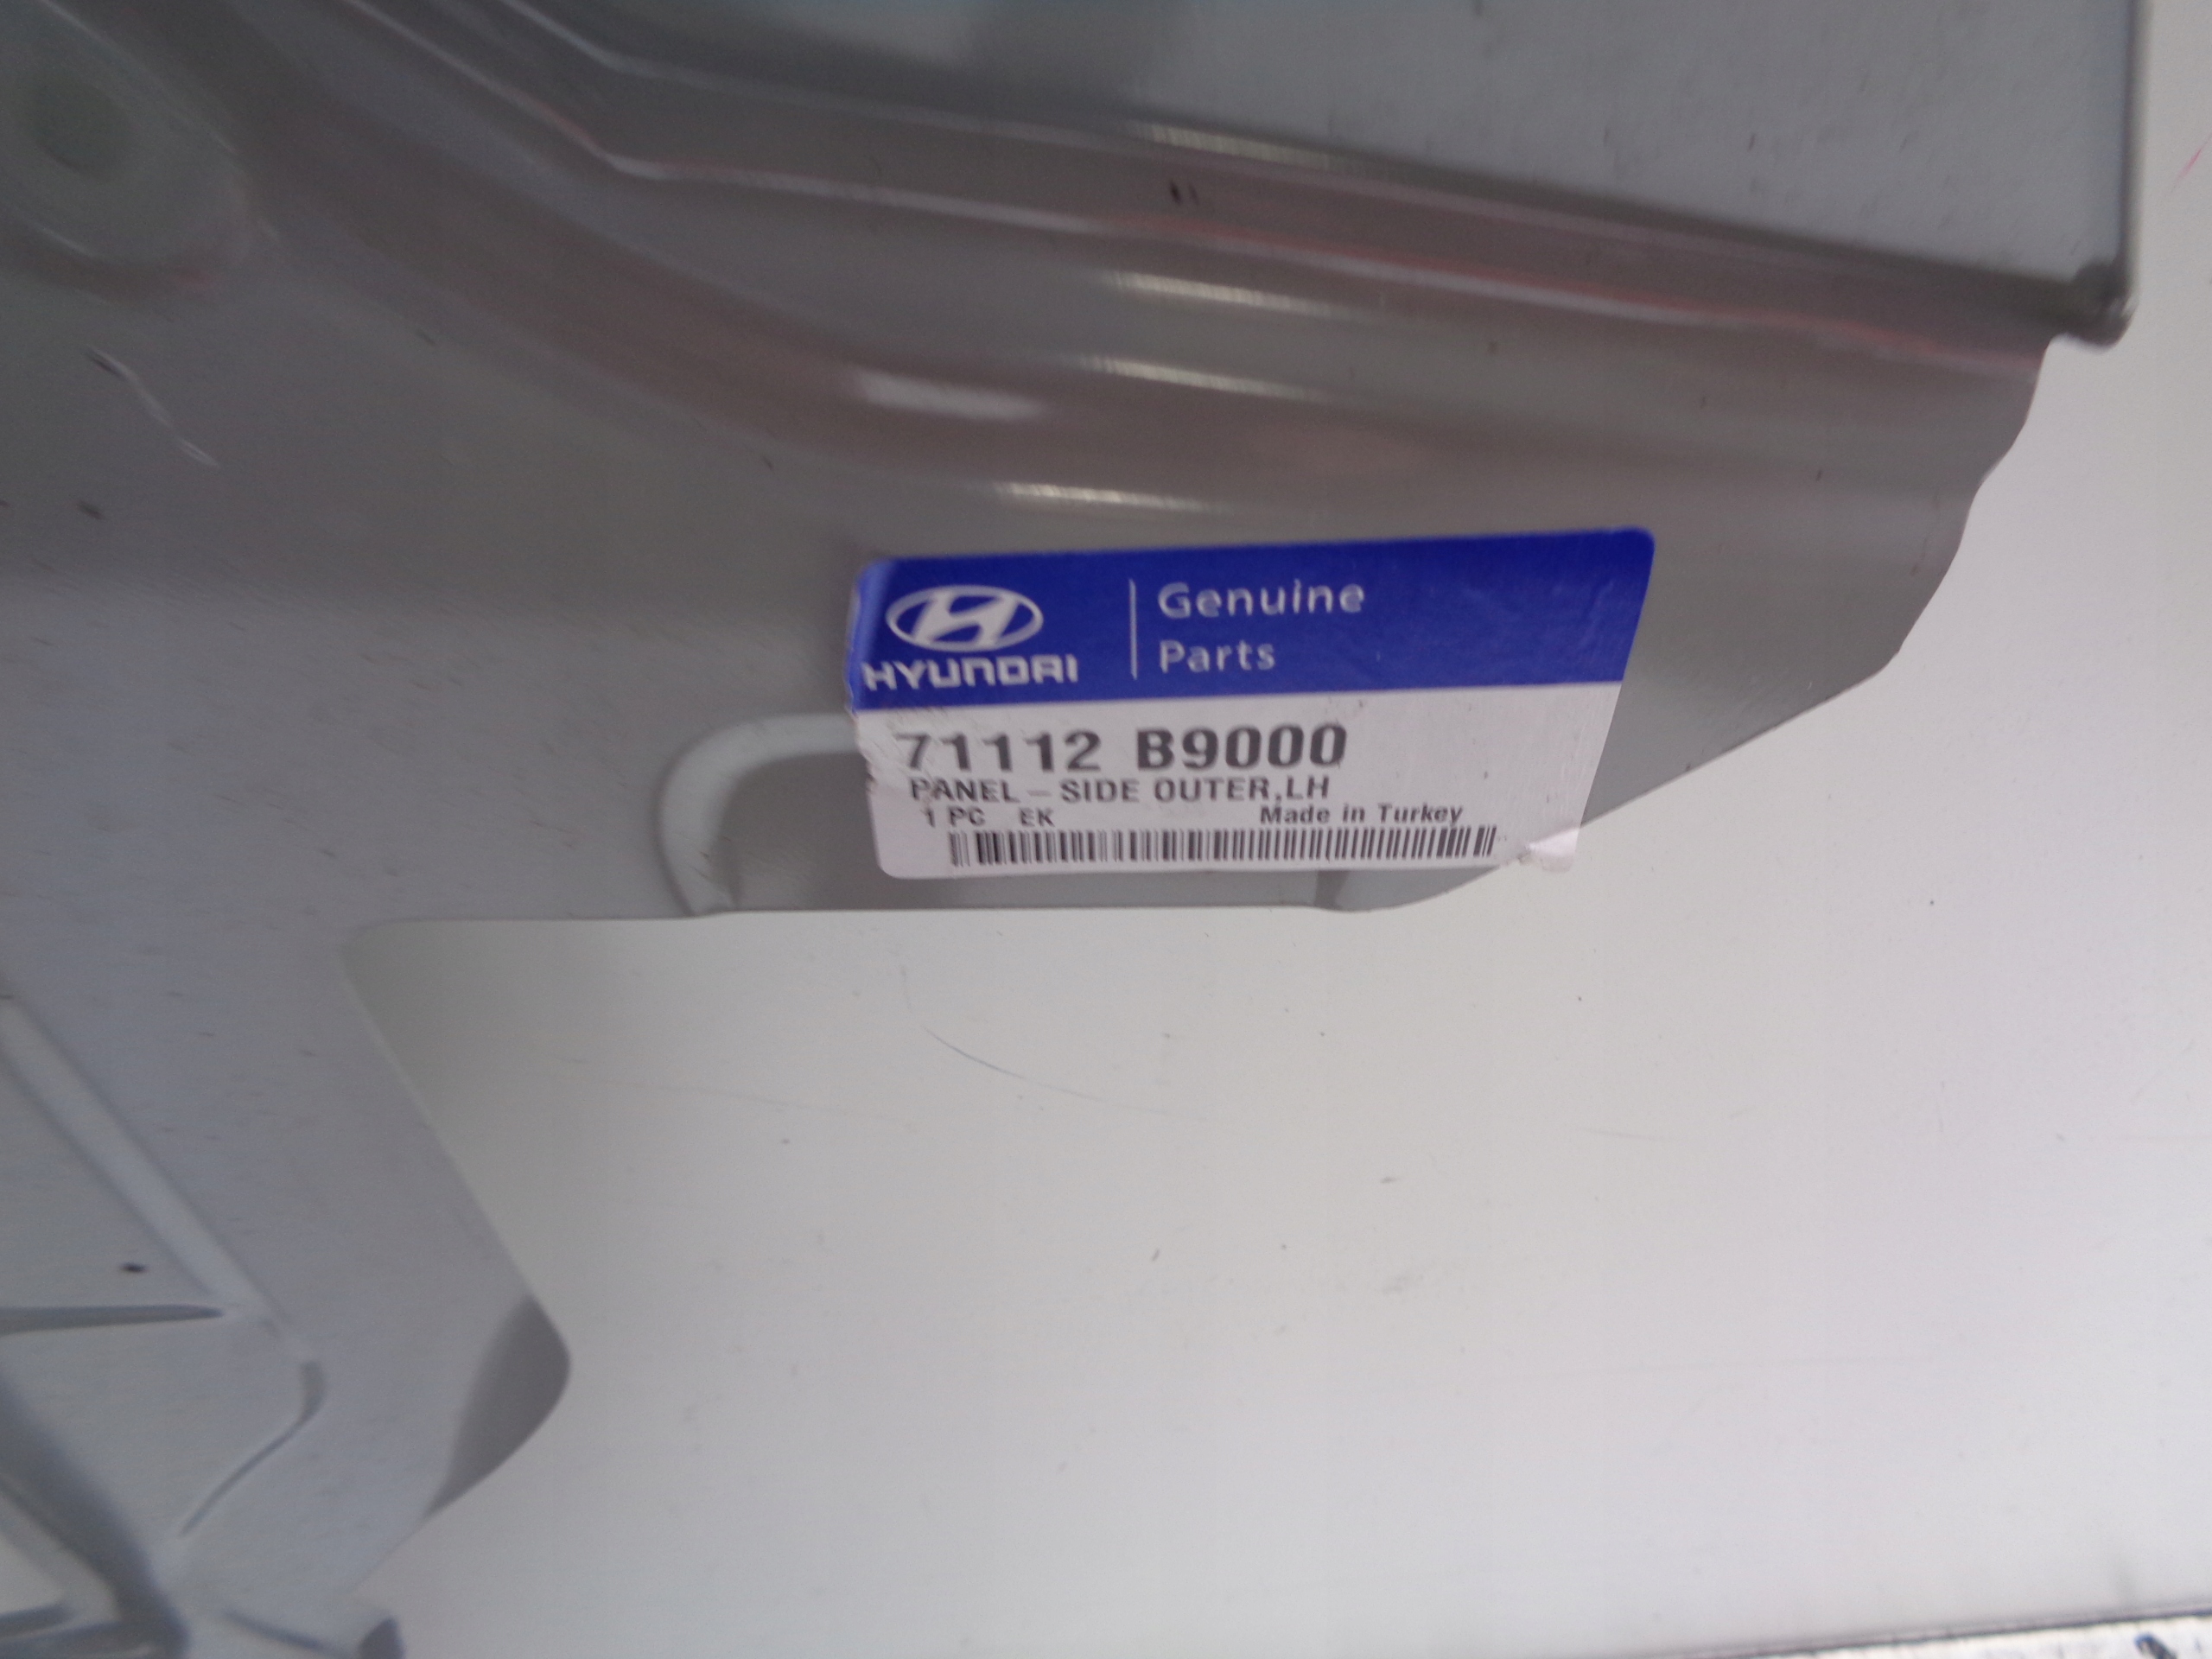 HYUNDAI
Genuine
Parts
71112 B9000
PANEL-SIDE OUTER,LH
1 PC EK Made in Turkey